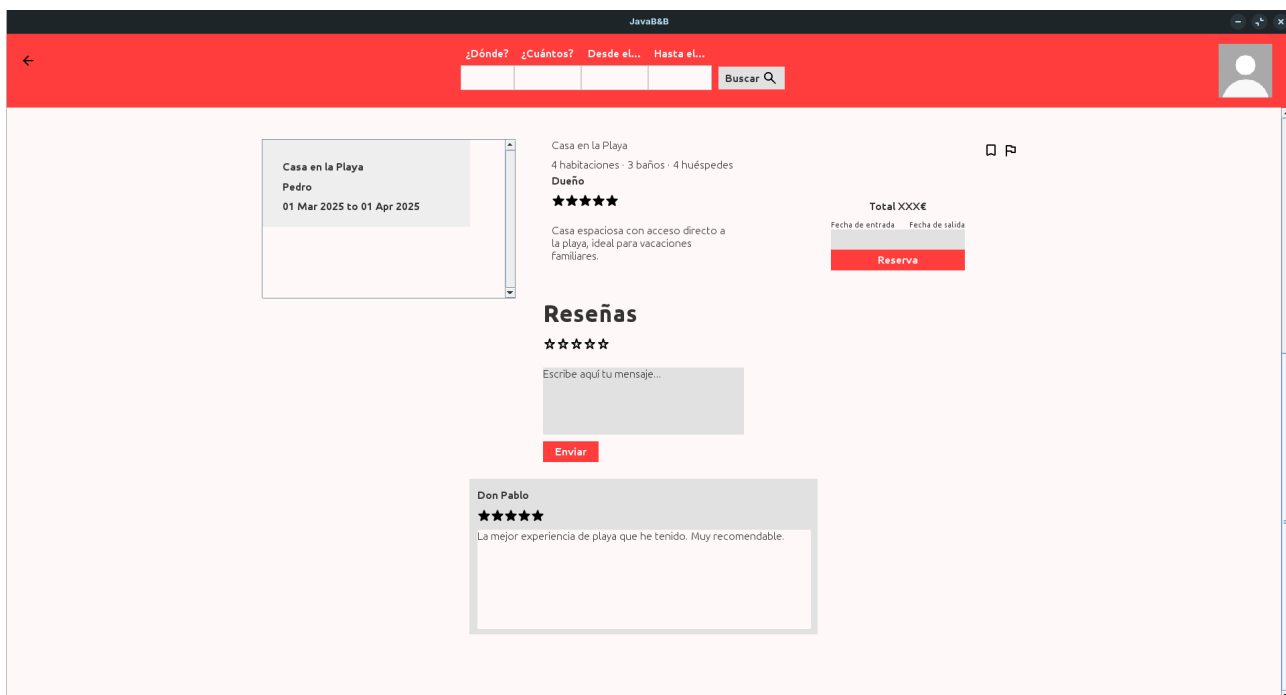 JavaB&B
¿Dónde? ¿Cuántos? Desde el... Hasta el...
Buscar
Casa en la Playa
Pedro
01 Mar 2025 to 01 Apr 2025
Casa en la Playa
4 habitaciones · 3 baños · 4 huéspedes
Dueño
Casa espaciosa con acceso directo a
la playa, ideal para vacaciones
familiares.
Total XXX€
Fecha de entrada Fecha de salida
Reserva
Reseñas
Escribe aquí tu mensaje...
Enviar
Don Pablo
La mejor experiencia de playa que he tenido. Muy recomendable.